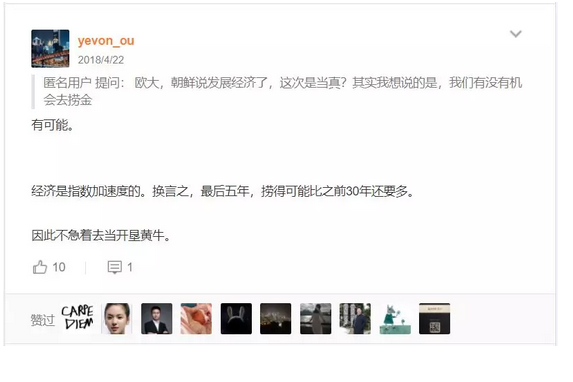 yevon_ou
2018/4/22
匿名用户 提问： 欧大，朝鲜说发展经济了，这次是当真？其实我想说的是，我们有没有机
会去捞金
有可能。
经济是指数加速度的。换言之，最后五年，捞得可能比之前30年还要多。
因此不急着去当开垦黄牛。
10
1
赞过
CARPE
DIEM